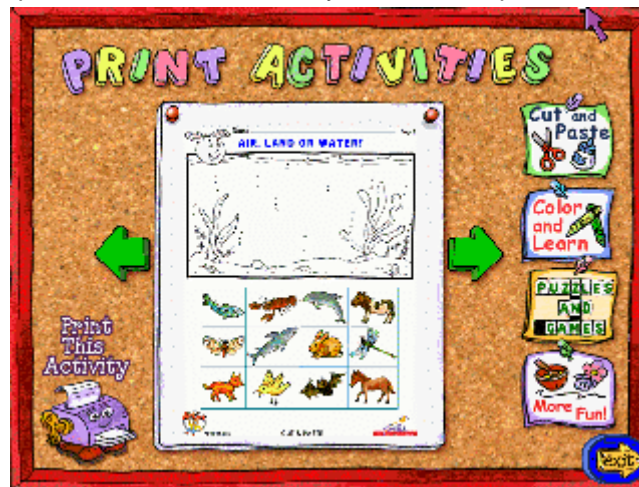 PRINT ACTIVITIES
AIR, LAND OR WATER?
Cut and
Paste
Color
and
Learn
PUZZLES
AND
GAMES
More Fun!
Print
This
Activity
exit